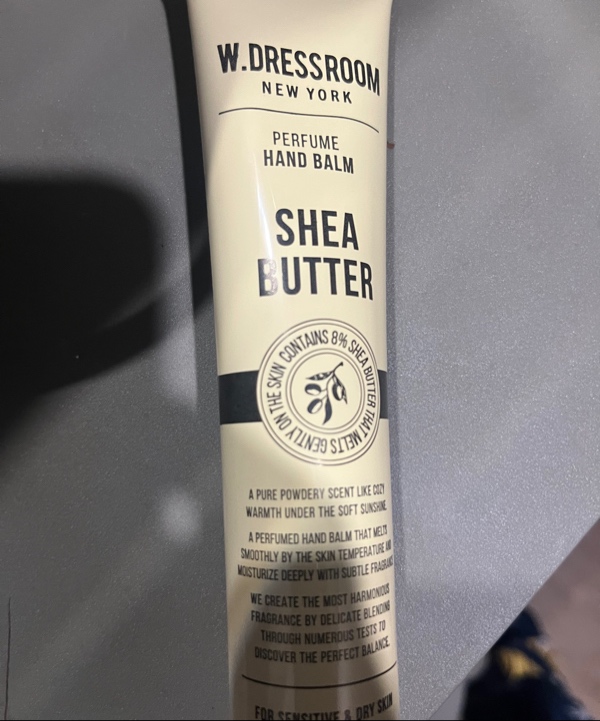 W.DRESSROOM
NEW YORK
PERFUME
HAND BALM
SHEA
BUTTER
CONTAINS 8% SHEA BUTTER THAT MELTS GENTLY ON THE SKIN
A PURE POWDERY SCENT LIKE COZY
WARMTH UNDER THE SOFT SUNSHINE.
A PERFUMED HAND BALM THAT MELTS
SMOOTHLY BY THE SKIN TEMPERATURE AND
MOISTURIZE DEEPLY WITH SUBTLE FRAGRANCE
WE CREATE THE MOST HARMONIOUS
FRAGRANCE BY DELICATE BLENDING
THROUGH NUMEROUS TESTS TO
DISCOVER THE PERFECT BALANCE.
FOR SENSITIVE & DRY SKIN